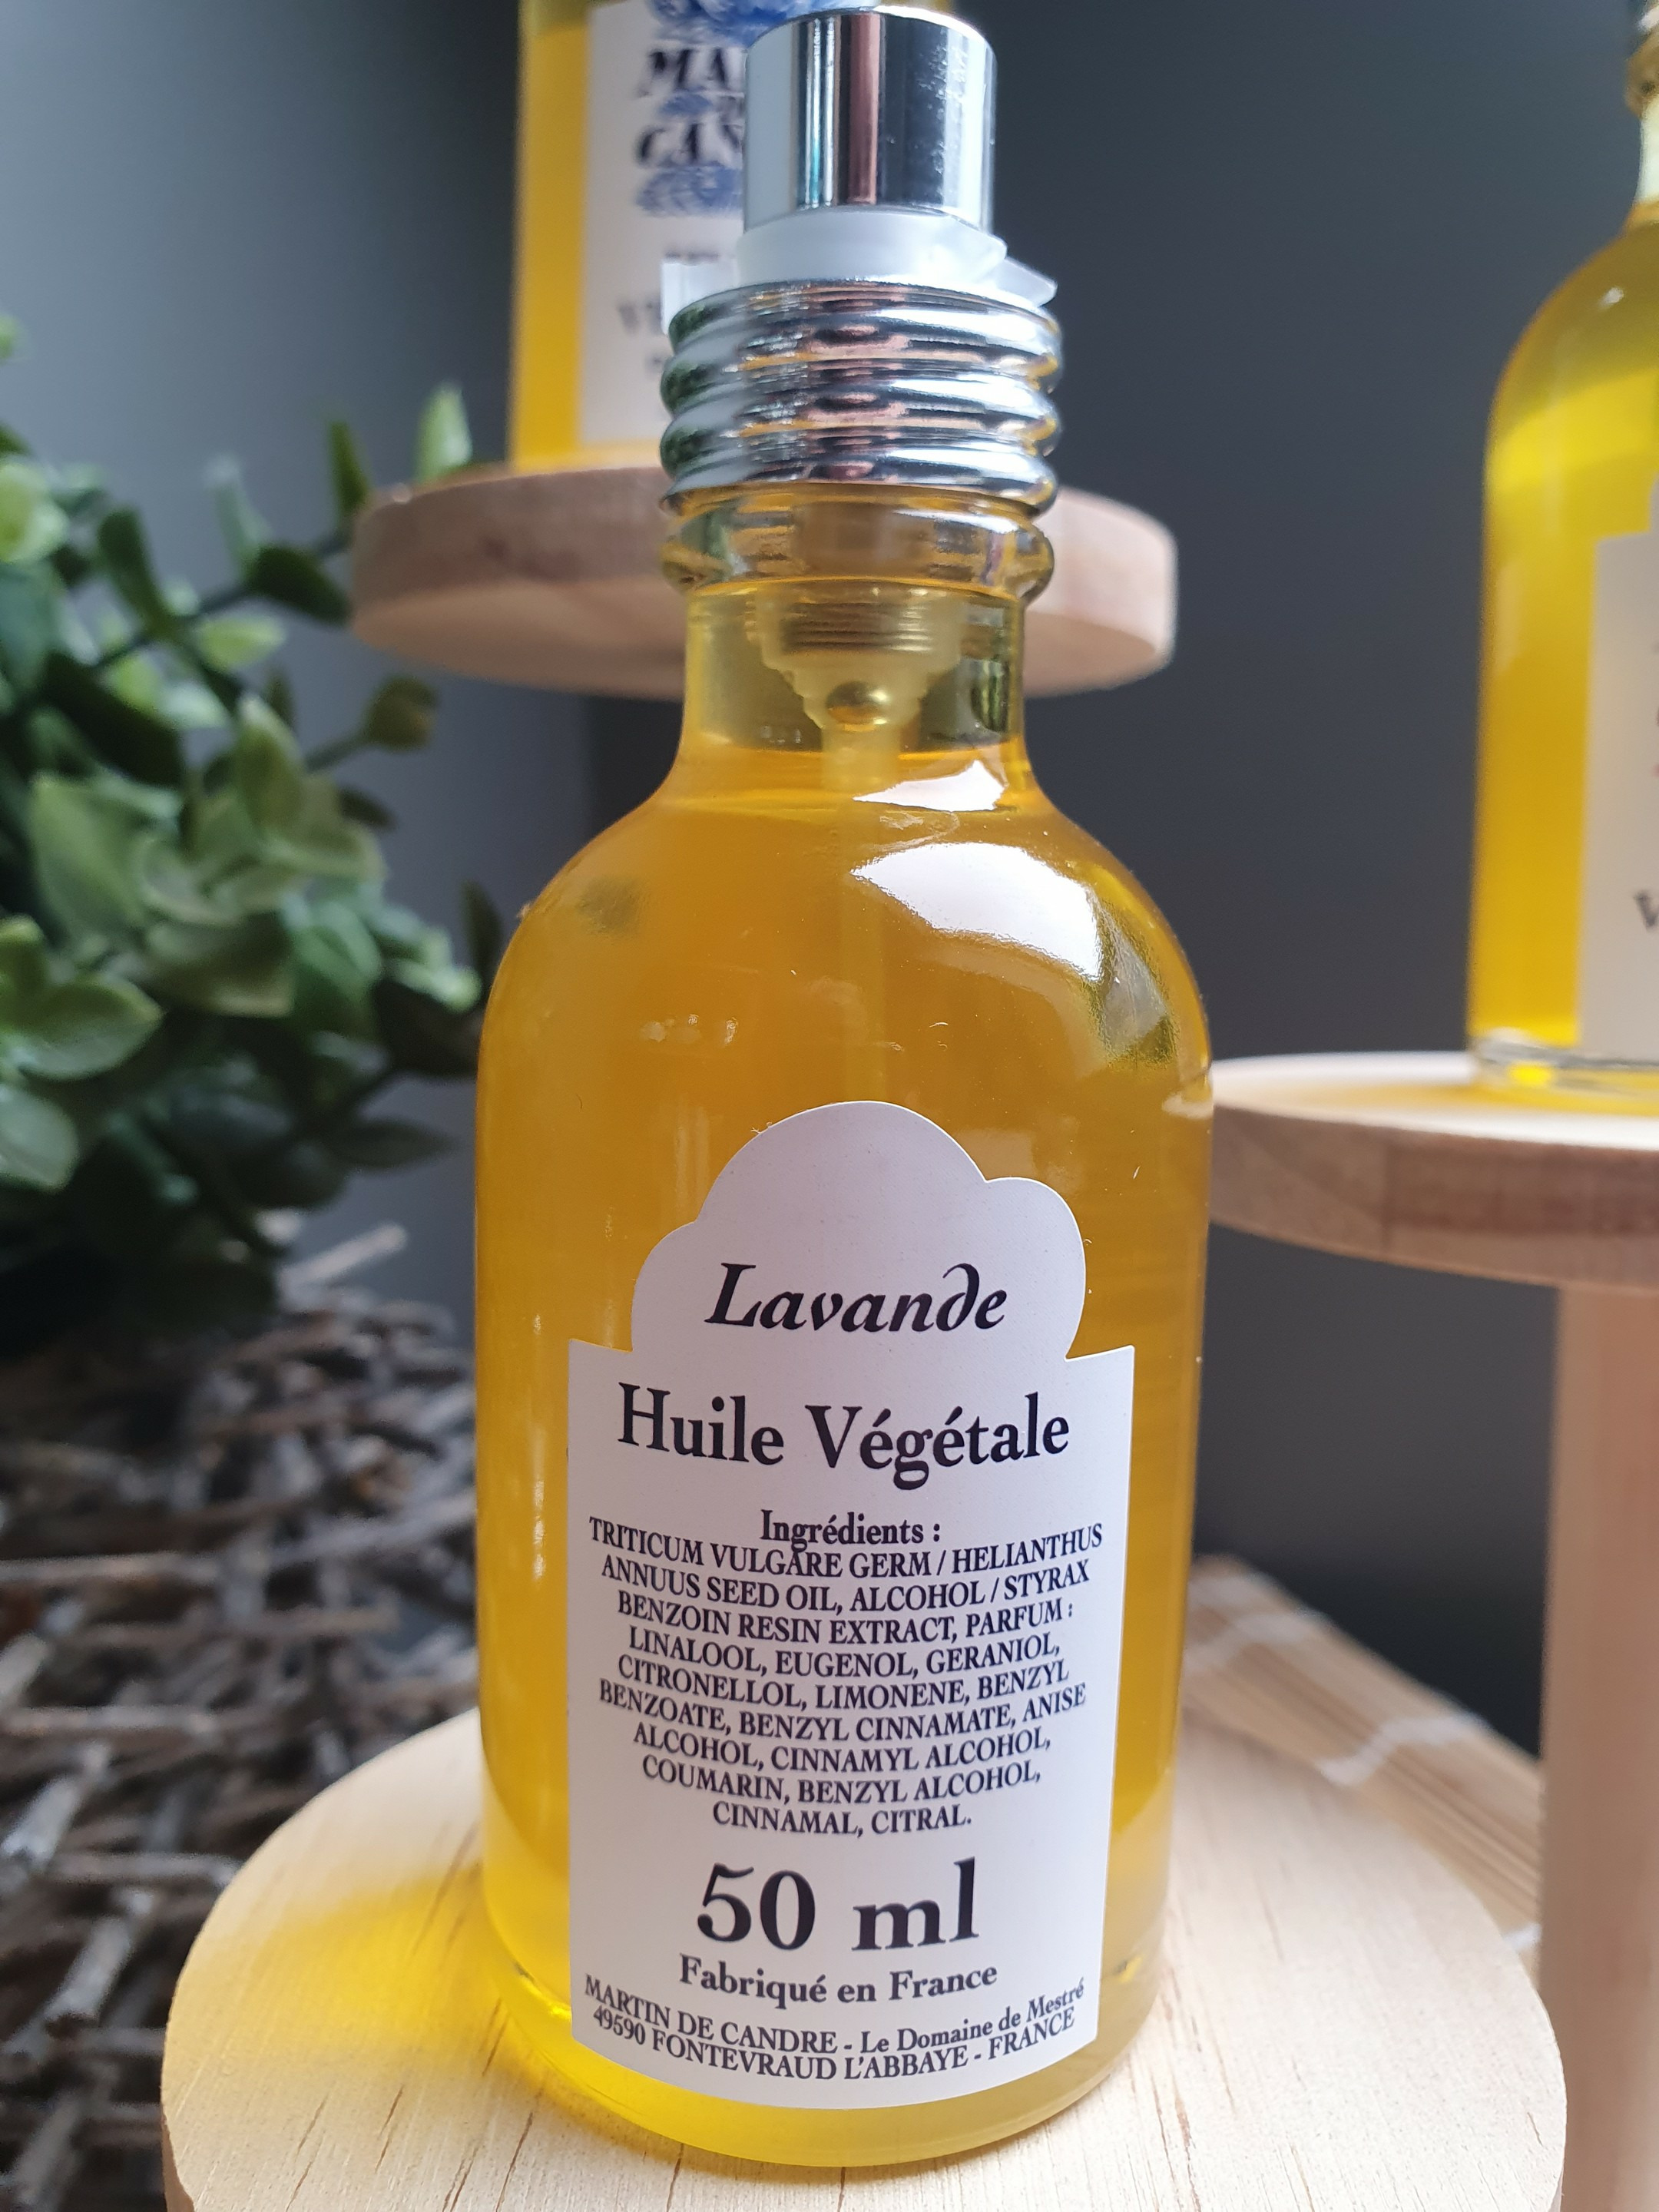 Lavande
Huile Végétale
Ingrédients :
TRITICUM VULGARE GERM / HELIANTHUS
ANNUUS SEED OIL, ALCOHOL / STYRAX
BENZOIN RESIN EXTRACT, PARFUM :
LINALOOL, EUGENOL, GERANIOL,
CITRONELLOL, LIMONENE, BENZYL
BENZOATE, BENZYL CINNAMATE, ANISE
ALCOHOL, CINNAMYL ALCOHOL,
COUMARIN, BENZYL ALCOHOL,
CINNAMAL, CITRAL.
50 ml
Fabriqué en France
MARTIN DE CANDRE - Le Domaine de Mestré
49590 FONTEVRAUD L'ABBAYE - FRANCE